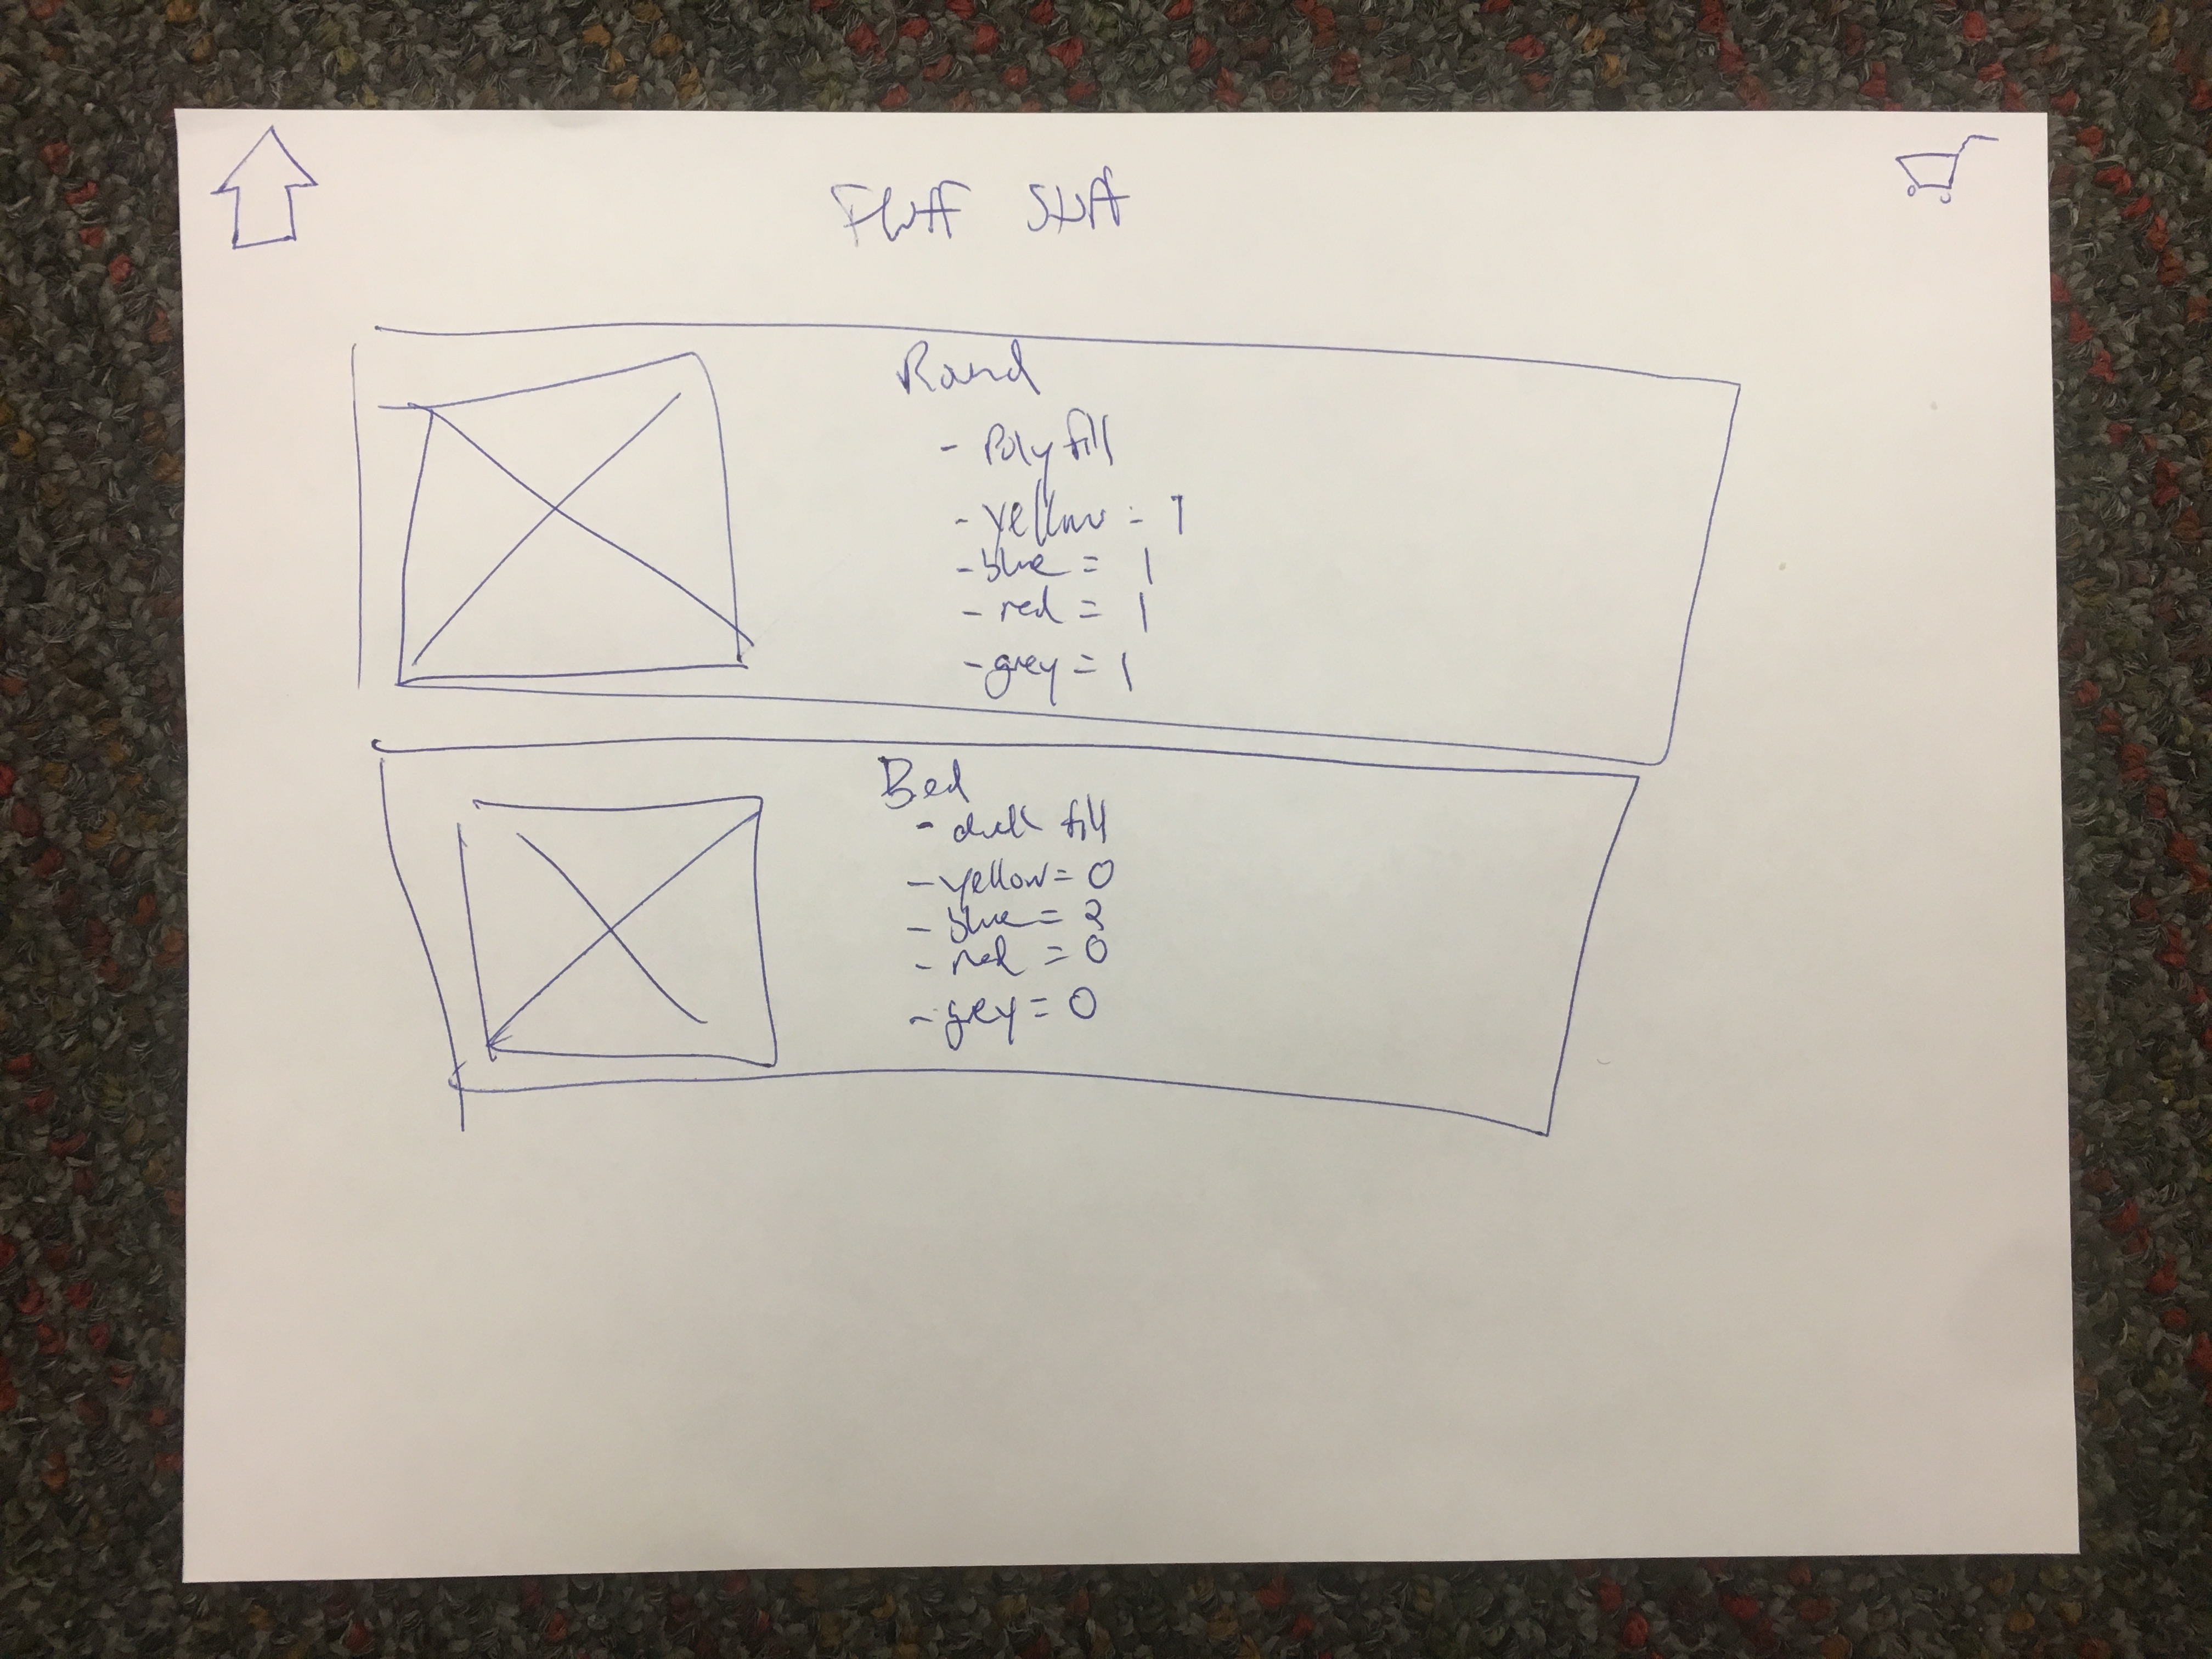 Fluff Stuff
Round
- Poly fill
- Yellow = 1
- blue = 1
- red = 1
- grey = 1
Bed
- fill
- Yellow = 0
- blue = 2
- red = 0
- grey = 0